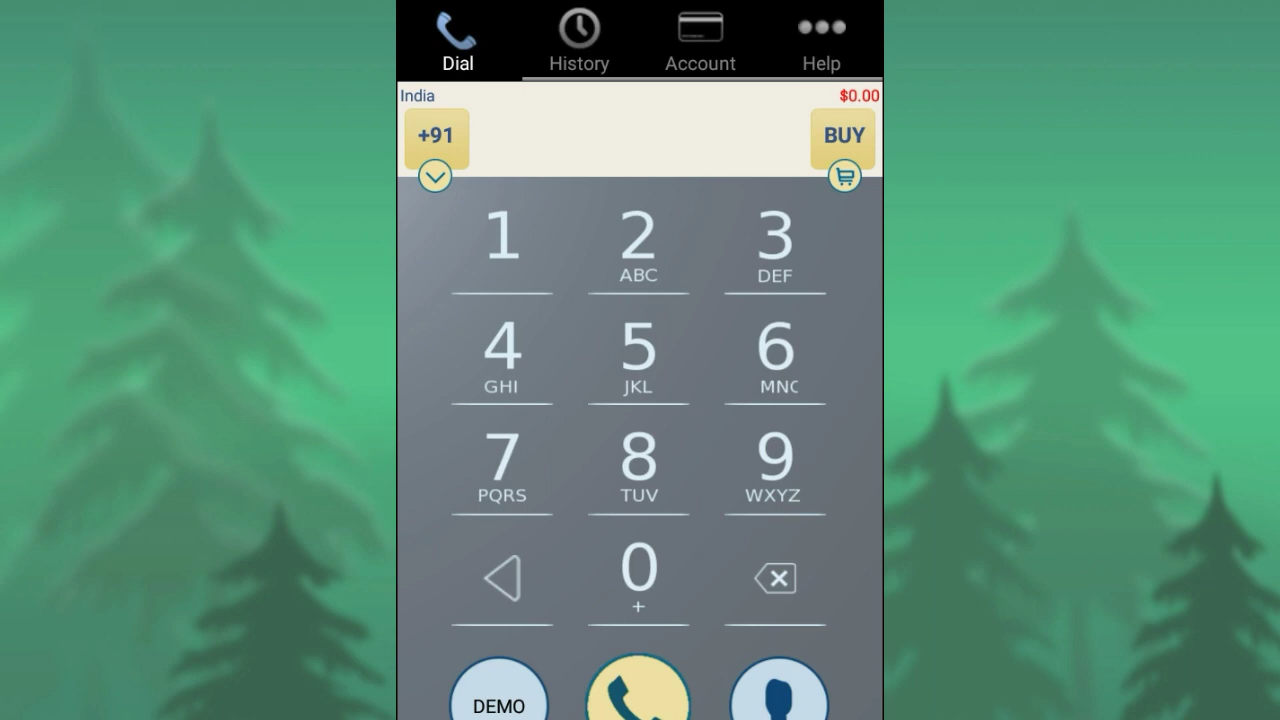 Dial History Account Help
India $0.00
+91 BUY
1 2 3
ABC DEF
4 5 6
GHI JKL MNC
7 8 9
PQRS TUV WXYZ
0
+
DEMO